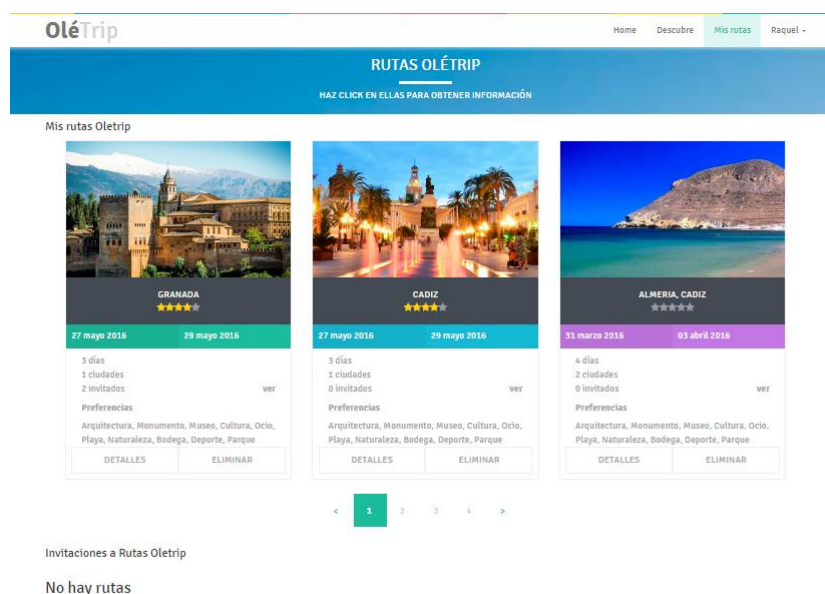 OléTrip
Home Descubre Mis rutas Raquel
RUTAS OLÉTRIP
HAZ CLICK EN ELLAS PARA OBTENER INFORMACIÓN
Mis rutas Oletrip
GRANADA
27 mayo 2016 29 mayo 2016
3 días
1 ciudades
2 invitados ver
Preferencias
Arquitectura, Monumento, Museo, Cultura, Ocio,
Playa, Naturaleza, Bodega, Deporte, Parque
DETALLES ELIMINAR
CADIZ
27 mayo 2016 29 mayo 2016
3 días
1 ciudades
0 invitados ver
Preferencias
Arquitectura, Monumento, Museo, Cultura, Ocio,
Playa, Naturaleza, Bodega, Deporte, Parque
DETALLES ELIMINAR
ALMERIA, CADIZ
31 marzo 2016 03 abril 2016
4 días
2 ciudades
0 invitados ver
Preferencias
Arquitectura, Monumento, Museo, Cultura, Ocio,
Playa, Naturaleza, Bodega, Deporte, Parque
DETALLES ELIMINAR
< 1 2 3 4 >
Invitaciones a Rutas Oletrip
No hay rutas